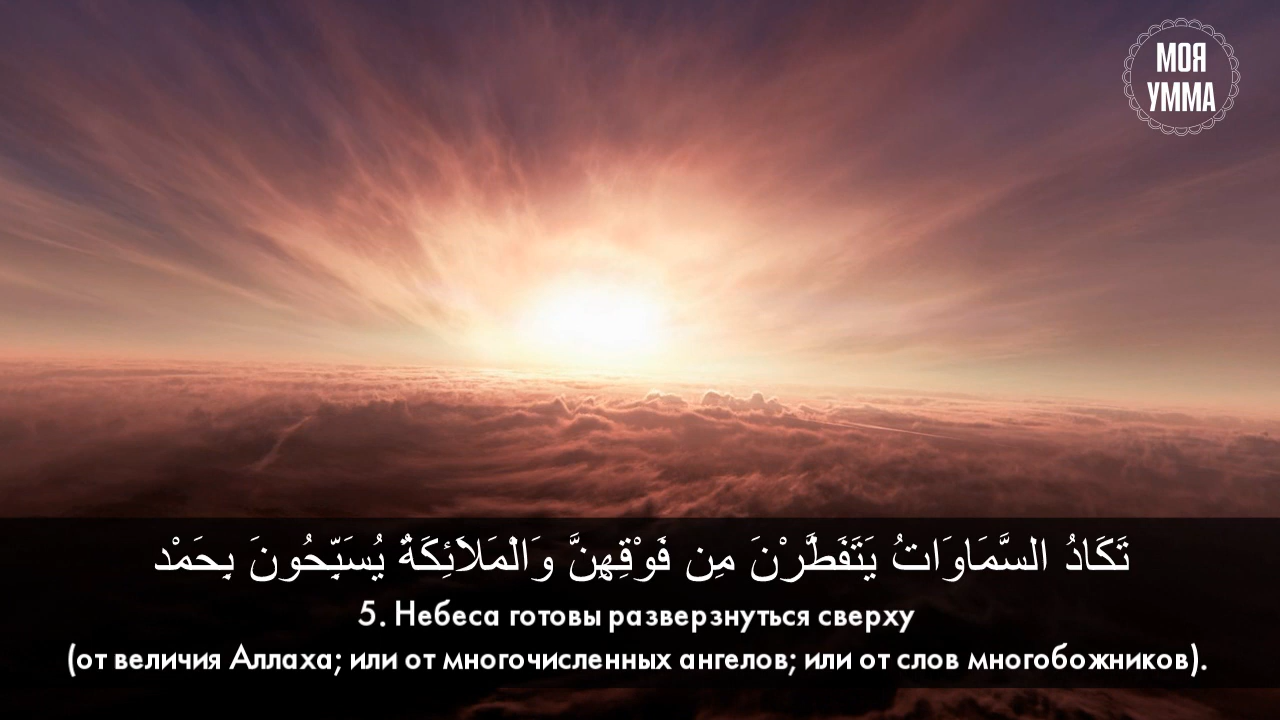 МОЯ
УММА
تَكَادُ السَّمَاوَاتُ يَتَفَطَّرْنَ مِن فَوْقِهِنَّ وَالْمَلَائِكَةُ يُسَبِّحُونَ بِحَمْدِ
5. Небеса готовы разверзнуться сверху
(от величия Аллаха; или от многочисленных ангелов; или от слов многобожников).